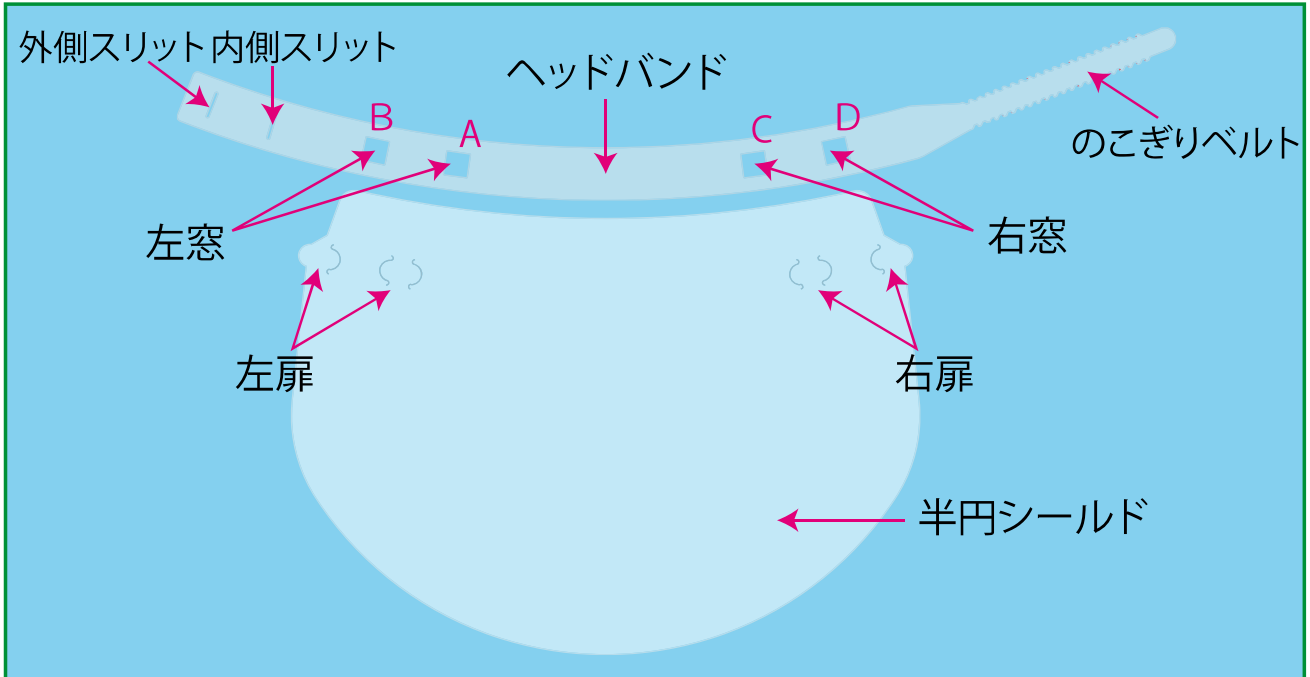 外側スリット
内側スリット
ヘッドバンド
B
A
C
D
のこぎりベルト
左窓
右窓
左扉
右扉
半円シールド